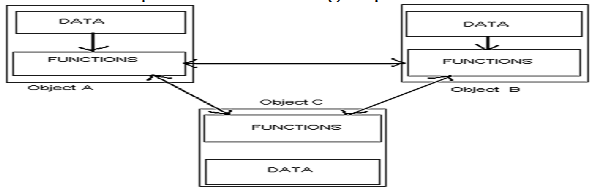 DATA
FUNCTIONS
Object A
DATA
FUNCTIONS
Object B
Object C
FUNCTIONS
DATA